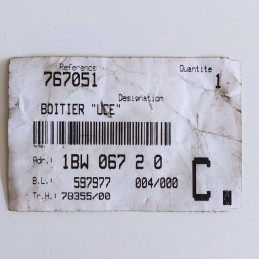 Reference Quantite
767051 1
Designation
BOITIER "UCE"
Adr.: 1BW 067 2 0
B.L.: 597977 004/000
Tr.H.: 78355/00
C.